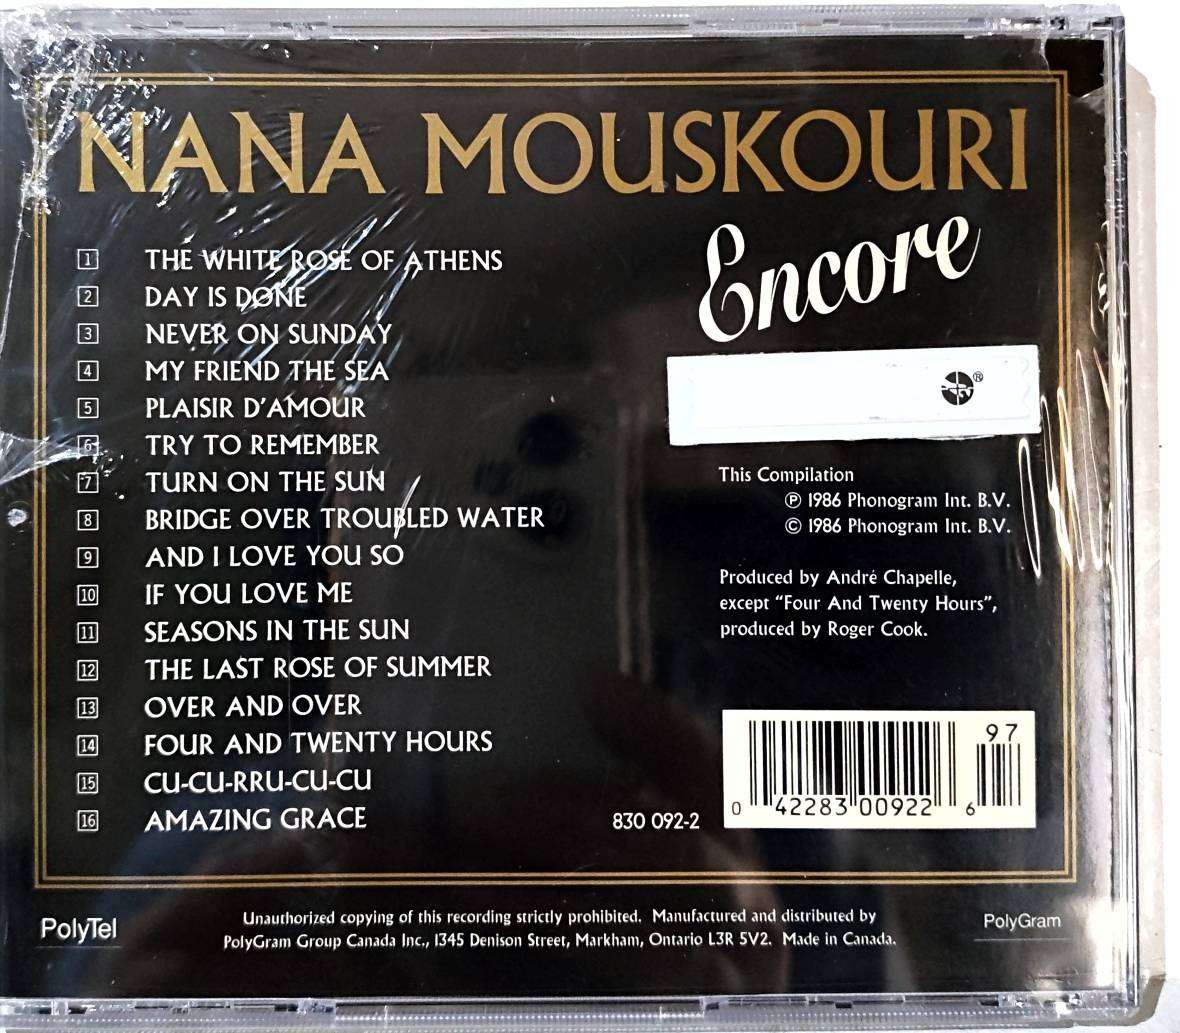 NANA MOUSKOURI
Encore
1 THE WHITE ROSE OF ATHENS
2 DAY IS DONE
3 NEVER ON SUNDAY
4 MY FRIEND THE SEA
5 PLAISIR D'AMOUR
6 TRY TO REMEMBER
7 TURN ON THE SUN
8 BRIDGE OVER TROUBLED WATER
9 AND I LOVE YOU SO
10 IF YOU LOVE ME
11 SEASONS IN THE SUN
12 THE LAST ROSE OF SUMMER
13 OVER AND OVER
14 FOUR AND TWENTY HOURS
15 CU-CU-RRU-CU-CU
16 AMAZING GRACE
®
This Compilation
℗ 1986 Phonogram Int. B.V.
© 1986 Phonogram Int. B.V.
Produced by André Chapelle,
except "Four And Twenty Hours",
produced by Roger Cook.
830 092-2
97
0 42283 00922 6
PolyTel
Unauthorized copying of this recording strictly prohibited. Manufactured and distributed by
PolyGram Group Canada Inc., 1345 Denison Street, Markham, Ontario L3R 5V2. Made in Canada.
PolyGram